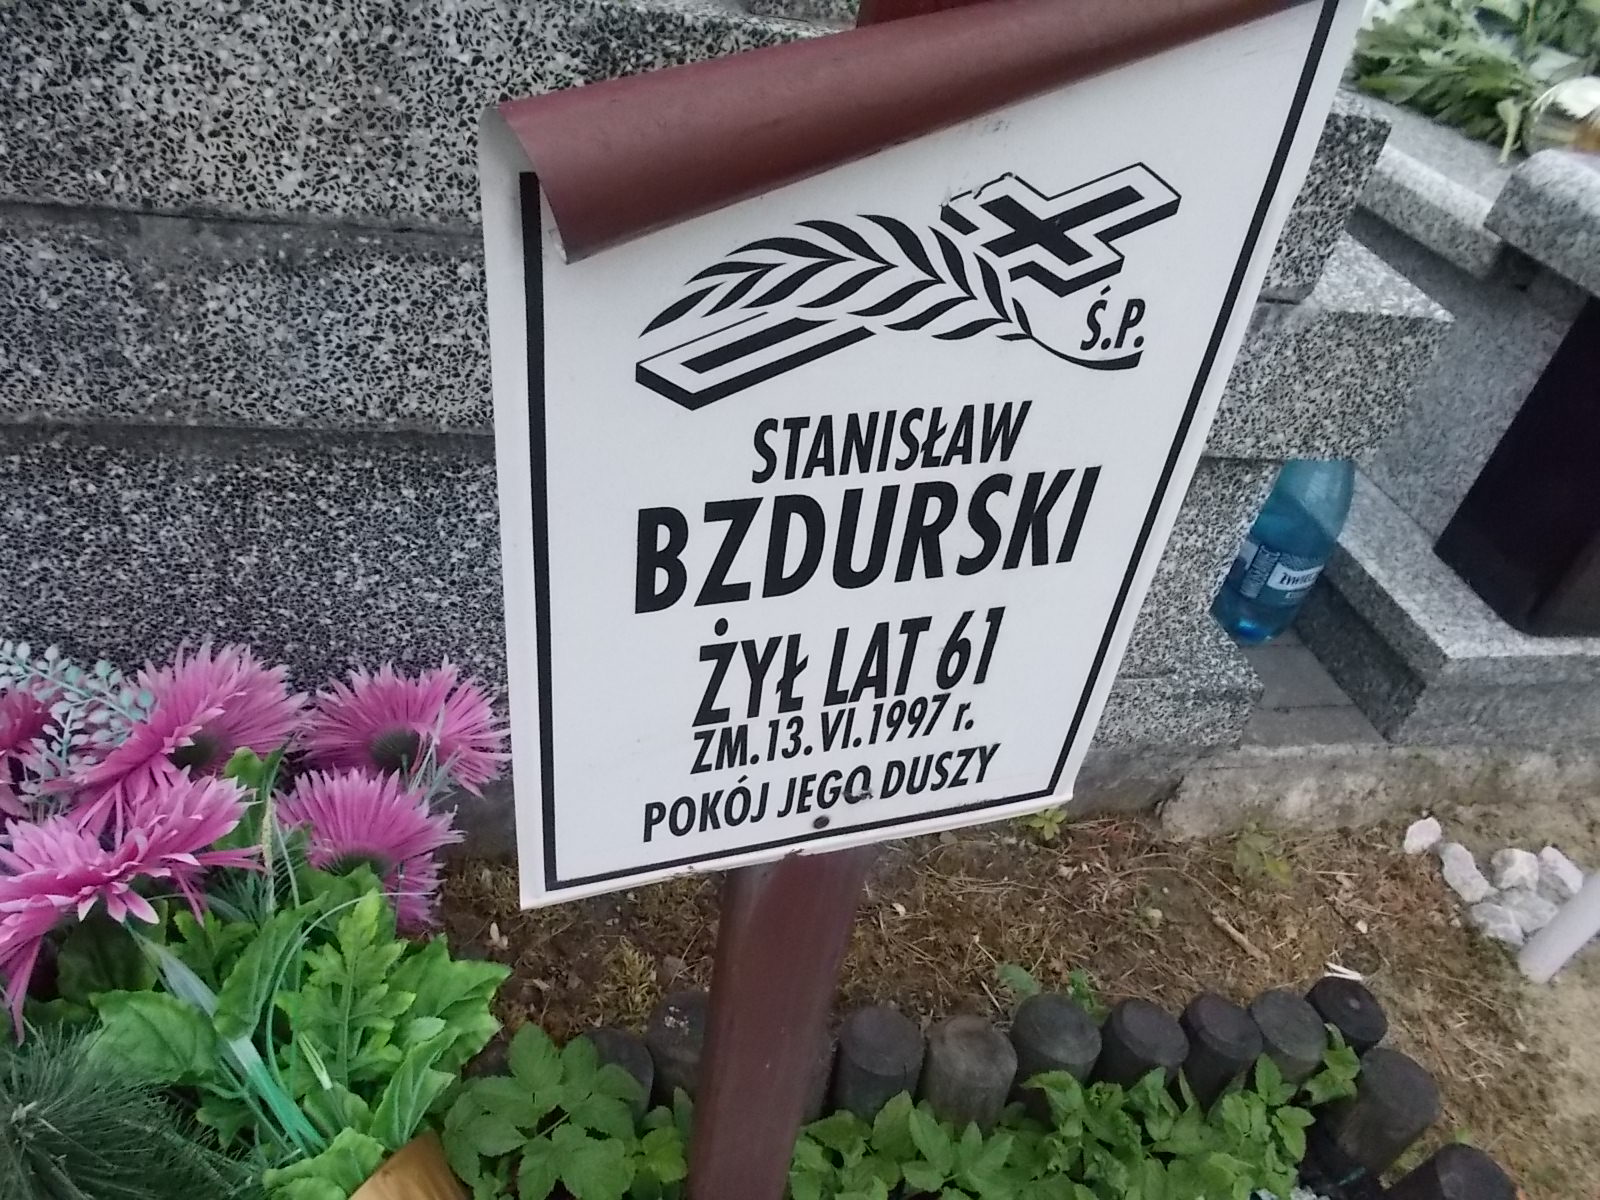 Ś.P.
STANISŁAW
BZDURSKI
ŻYŁ LAT 61
ZM. 13. VI. 1997 r.
POKÓJ JEGO DUSZY